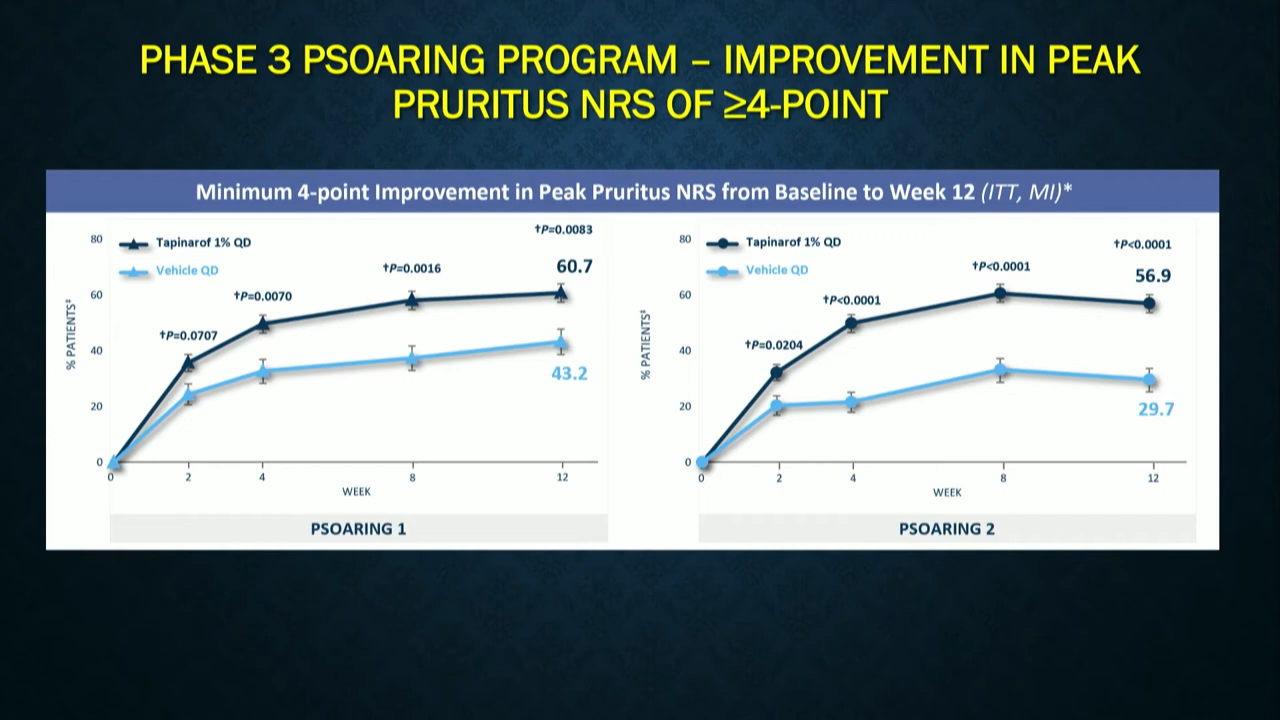 PHASE 3 PSOARING PROGRAM – IMPROVEMENT IN PEAK
PRURITUS NRS OF ≥4-POINT
Minimum 4-point Improvement in Peak Pruritus NRS from Baseline to Week 12 (ITT, MI)*
80
60
40
20
0
% PATIENTS‡
Tapinarof 1% QD
Vehicle QD
†P=0.0707
†P=0.0070
†P=0.0016
†P=0.0083
60.7
43.2
0 2 4 8 12
WEEK
PSOARING 1
80
60
40
20
0
% PATIENTS‡
Tapinarof 1% QD
Vehicle QD
†P=0.0204
†P<0.0001
†P<0.0001
†P<0.0001
56.9
29.7
0 2 4 8 12
WEEK
PSOARING 2